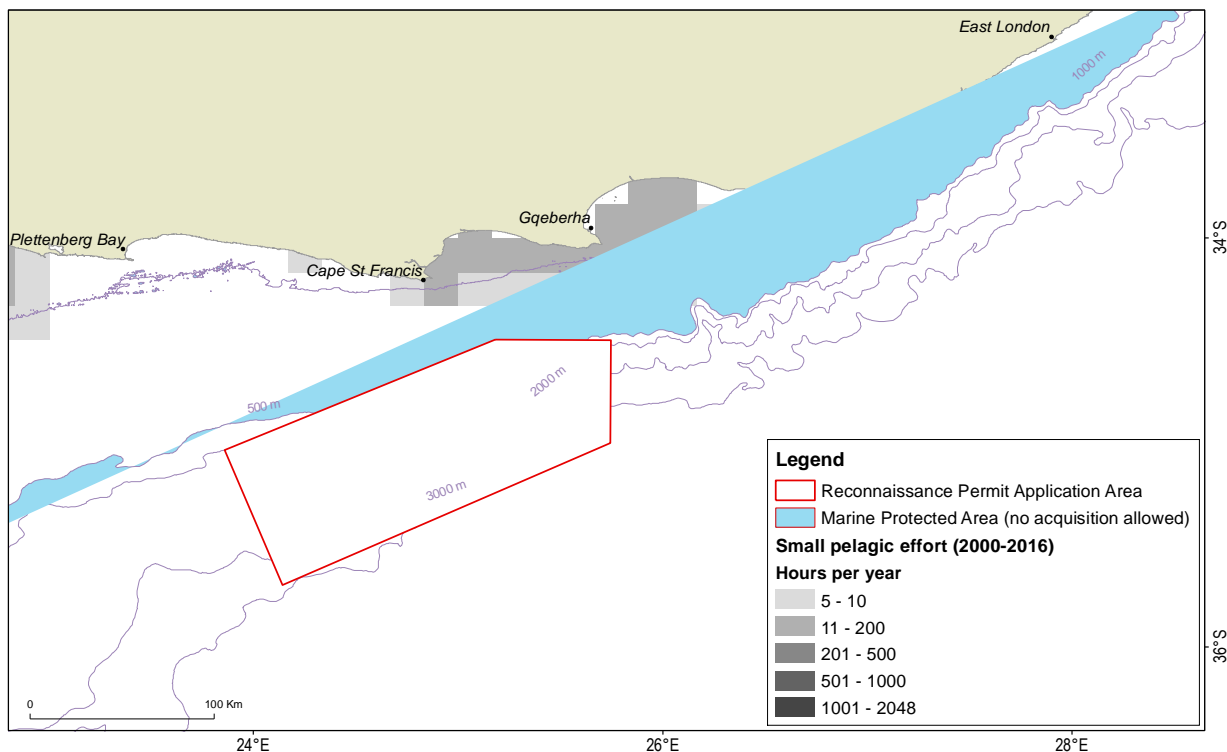 East London
1000 m
Gqeberha
Plettenberg Bay
Cape St Francis
34°S
2000 m
500 m
3000 m
Legend
Reconnaissance Permit Application Area
Marine Protected Area (no acquisition allowed)
Small pelagic effort (2000-2016)
Hours per year
5 - 10
11 - 200
201 - 500
501 - 1000
1001 - 2048
36°S
0 100 Km
24°E 26°E 28°E